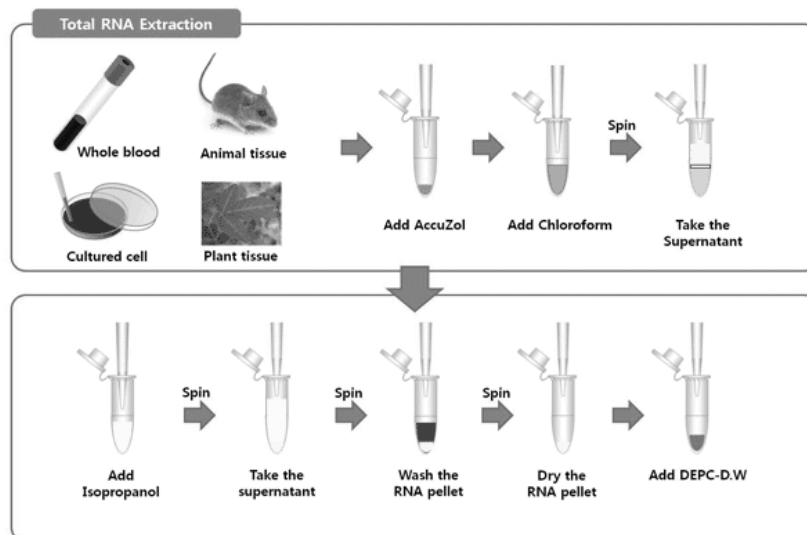 Total RNA Extraction
Whole blood
Animal tissue
Cultured cell
Plant tissue
Add AccuZol
Add Chloroform
Spin
Take the
Supernatant
Add
Isopropanol
Spin
Take the
supernatant
Spin
Wash the
RNA pellet
Spin
Dry the
RNA pellet
Add DEPC-D.W